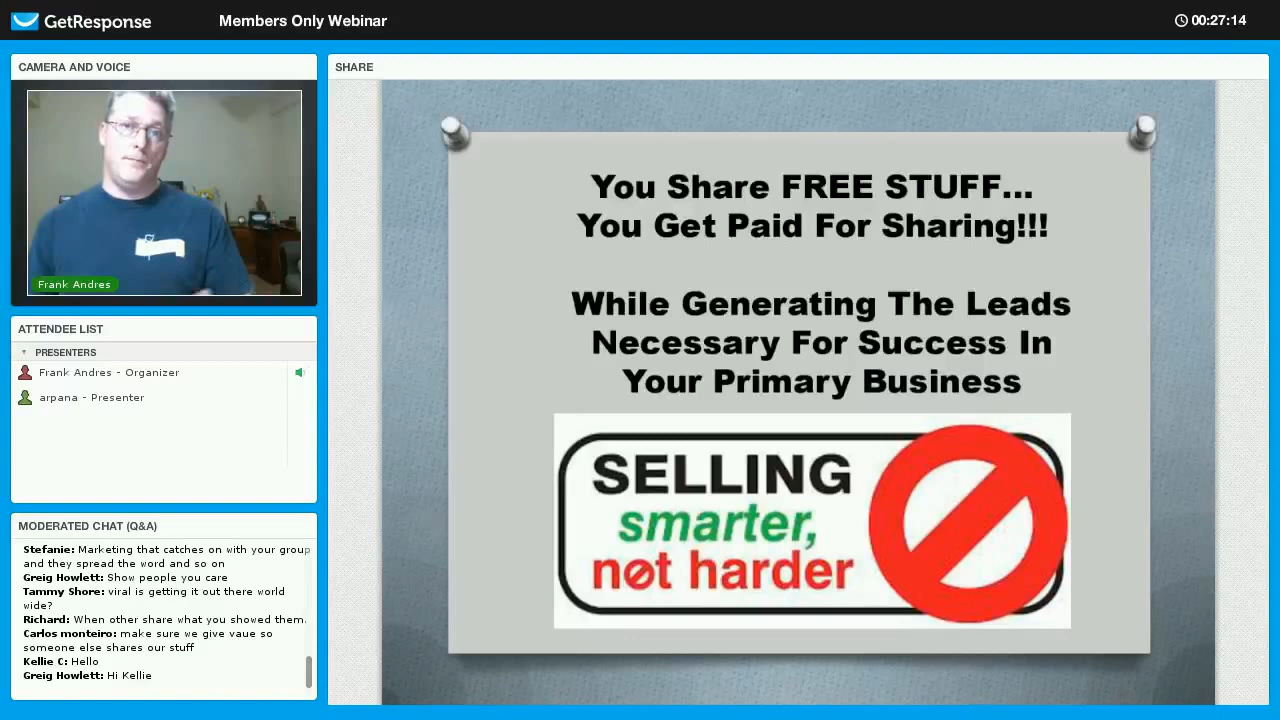 GetResponse
Members Only Webinar
00:27:14
CAMERA AND VOICE
Frank Andres
ATTENDEE LIST
PRESENTERS
Frank Andres - Organizer
arpana - Presenter
MODERATED CHAT (Q&A)
Stefanie: Marketing that catches on with your group
and they spread the word and so on
Greig Howlett: Show people you care
Tammy Shore: viral is getting it out there world
wide?
Richard: When other share what you showed them.
Carlos monteiro: make sure we give vaue so
someone else shares our stuff
Kellie C: Hello
Greig Howlett: Hi Kellie
SHARE
You Share FREE STUFF...
You Get Paid For Sharing!!!
While Generating The Leads
Necessary For Success In
Your Primary Business
SELLING
smarter,
not harder